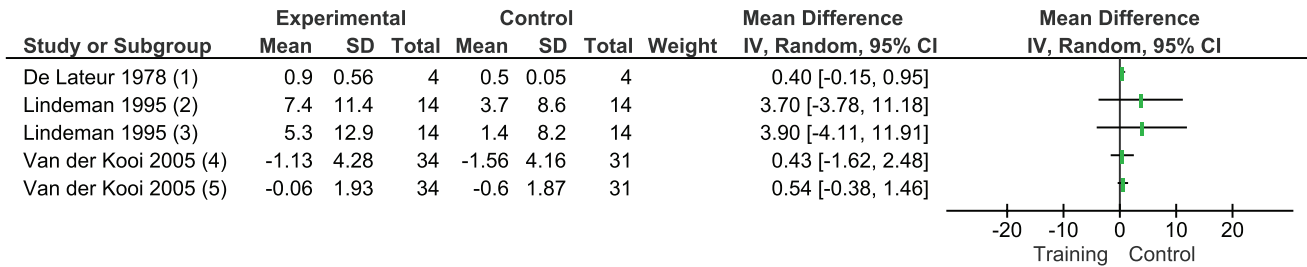 Experimental Control Mean Difference Mean Difference
Study or Subgroup Mean SD Total Mean SD Total Weight IV, Random, 95% CI IV, Random, 95% CI
De Lateur 1978 (1) 0.9 0.56 4 0.5 0.05 4 0.40 [-0.15, 0.95]
Lindeman 1995 (2) 7.4 11.4 14 3.7 8.6 14 3.70 [-3.78, 11.18]
Lindeman 1995 (3) 5.3 12.9 14 1.4 8.2 14 3.90 [-4.11, 11.91]
Van der Kooi 2005 (4) -1.13 4.28 34 -1.56 4.16 31 0.43 [-1.62, 2.48]
Van der Kooi 2005 (5) -0.06 1.93 34 -0.6 1.87 31 0.54 [-0.38, 1.46]
-20 -10 0 10 20
Training Control